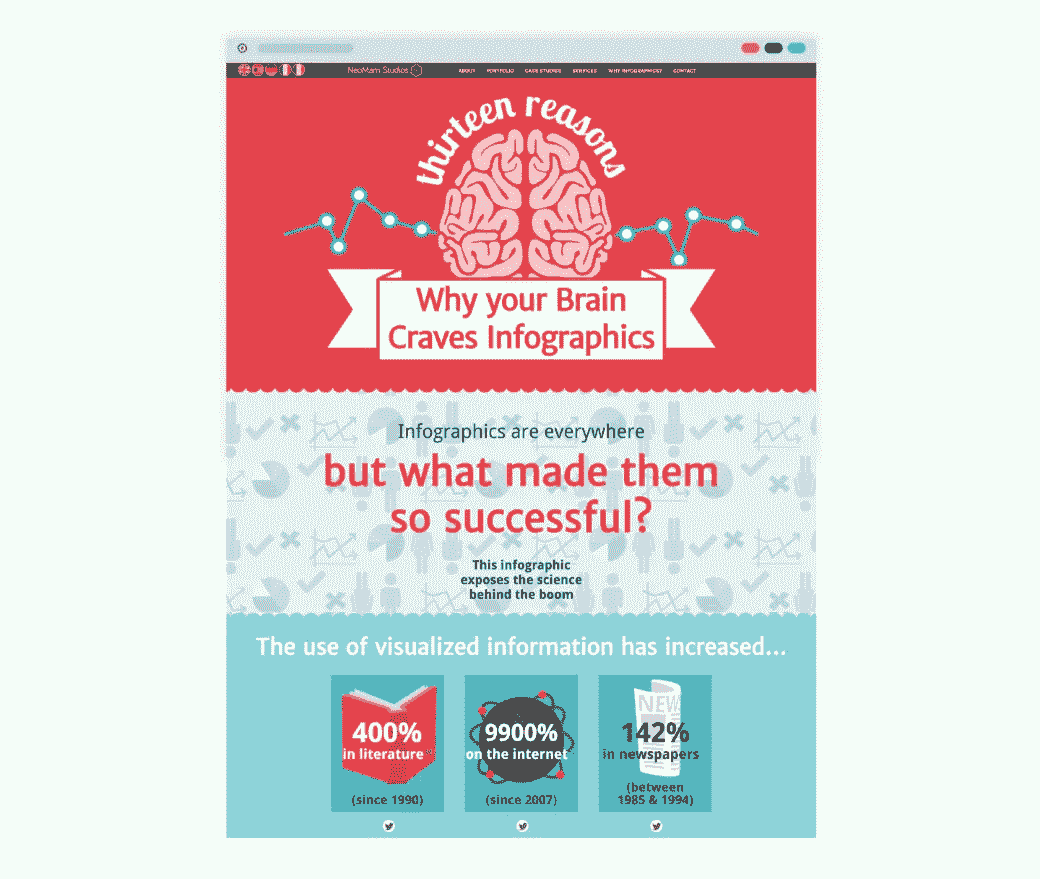 NeoMam Studios
ABOUT PORTFOLIO CASE STUDIES SERVICES WHY INFOGRAPHICS? CONTACT
thirteen reasons
Why your Brain
Craves Infographics
Infographics are everywhere
but what made them
so successful?
This infographic
exposes the science
behind the boom
The use of visualized information has increased...
400%
in literature
(since 1990)
9900%
on the internet
(since 2007)
NEWS
142%
in newspapers
(between
1985 & 1994)